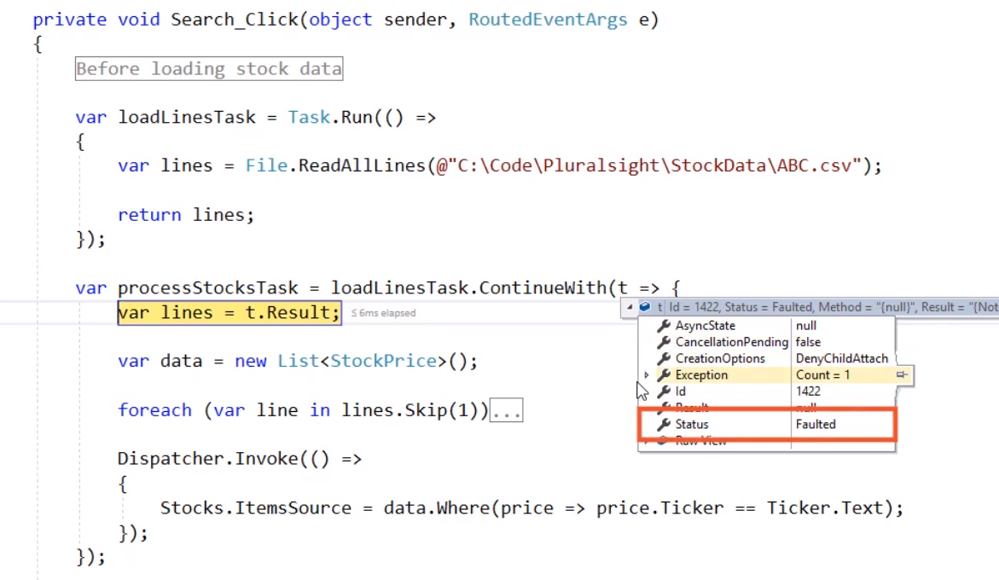 private void Search_Click(object sender, RoutedEventArgs e)
{
Before loading stock data
var loadLinesTask = Task.Run(() =>
{
var lines = File.ReadAllLines(@"C:\Code\Pluralsight\StockData\ABC.csv");
return lines;
});
var processStocksTask = loadLinesTask.ContinueWith(t => {
var lines = t.Result; ≤6ms elapsed
t Id = 1422, Status = Faulted, Method = "{null}", Result = "{Not
AsyncState null
CancellationPending false
CreationOptions DenyChildAttach
Exception Count = 1
Id 1422
Result null
Status Faulted
Raw View
var data = new List<StockPrice>();
foreach (var line in lines.Skip(1))...
Dispatcher.Invoke(() =>
{
Stocks.ItemsSource = data.Where(price => price.Ticker == Ticker.Text);
});
});